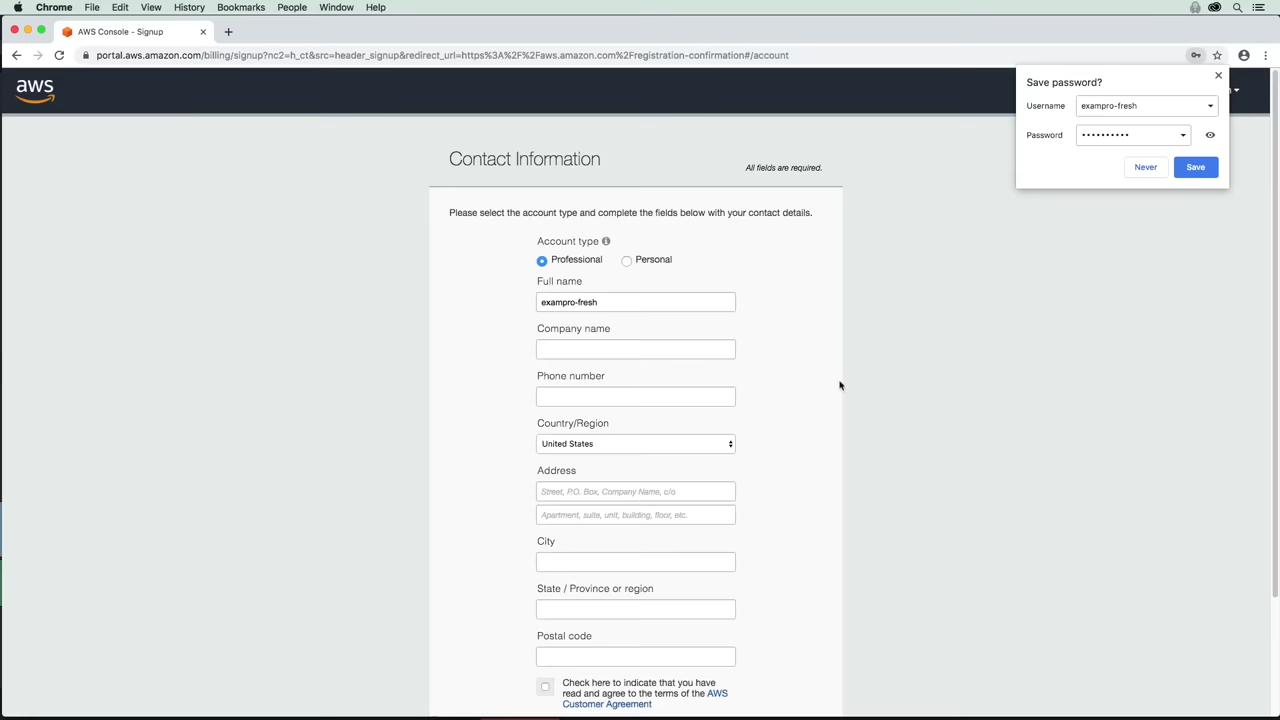 Chrome File Edit View History Bookmarks People Window Help
AWS Console - Signup
portal.aws.amazon.com/billing/signup?nc2=h_ct&src=header_signup&redirect_url=https%3A%2F%2Faws.amazon.com%2Fregistration-confirmation#/account
aws
Save password?
Username exampro-fresh
Password ••••••••••
Never Save
Contact Information
All fields are required.
Please select the account type and complete the fields below with your contact details.
Account type
Professional Personal
Full name
exampro-fresh
Company name
Phone number
Country/Region
United States
Address
Street, P.O. Box, Company Name, c/o
Apartment, suite, unit, building, floor, etc.
City
State / Province or region
Postal code
Check here to indicate that you have
read and agree to the terms of the AWS
Customer Agreement